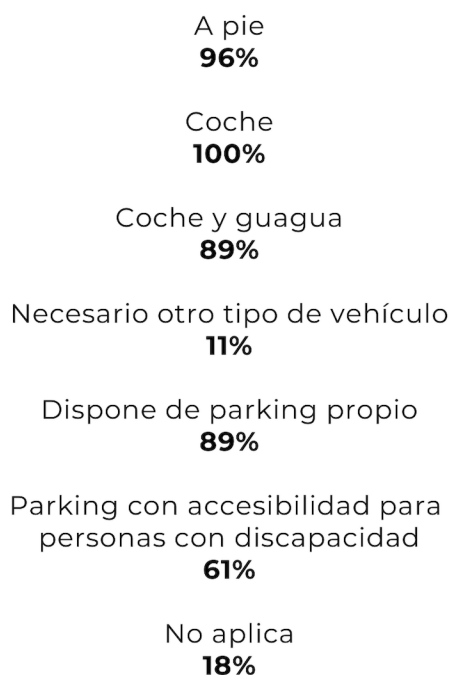 A pie
96%
Coche
100%
Coche y guagua
89%
Necesario otro tipo de vehículo
11%
Dispone de parking propio
89%
Parking con accesibilidad para
personas con discapacidad
61%
No aplica
18%